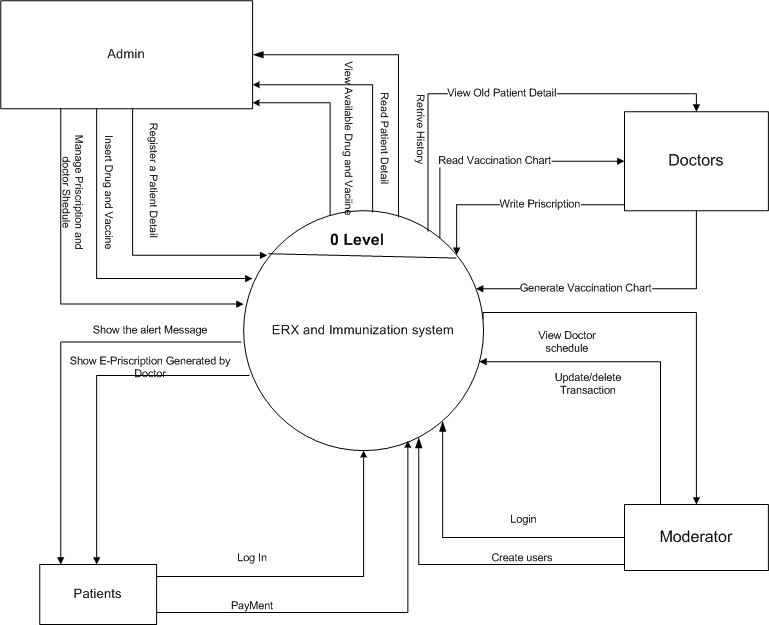 Admin
Manage Priscription and
doctor Shedule
Insert Drug and Vaccine
Register a Patient Detail
View Available Drug and Vaciine
Read Patient Detail
Retrive History
View Old Patient Detail
Read Vaccination Chart
Write Priscription
Generate Vaccination Chart
Doctors
0 Level
ERX and Immunization system
Show the alert Message
Show E-Priscription Generated by
Doctor
View Doctor
schedule
Update/delete
Transaction
Login
Create users
Moderator
Log In
PayMent
Patients